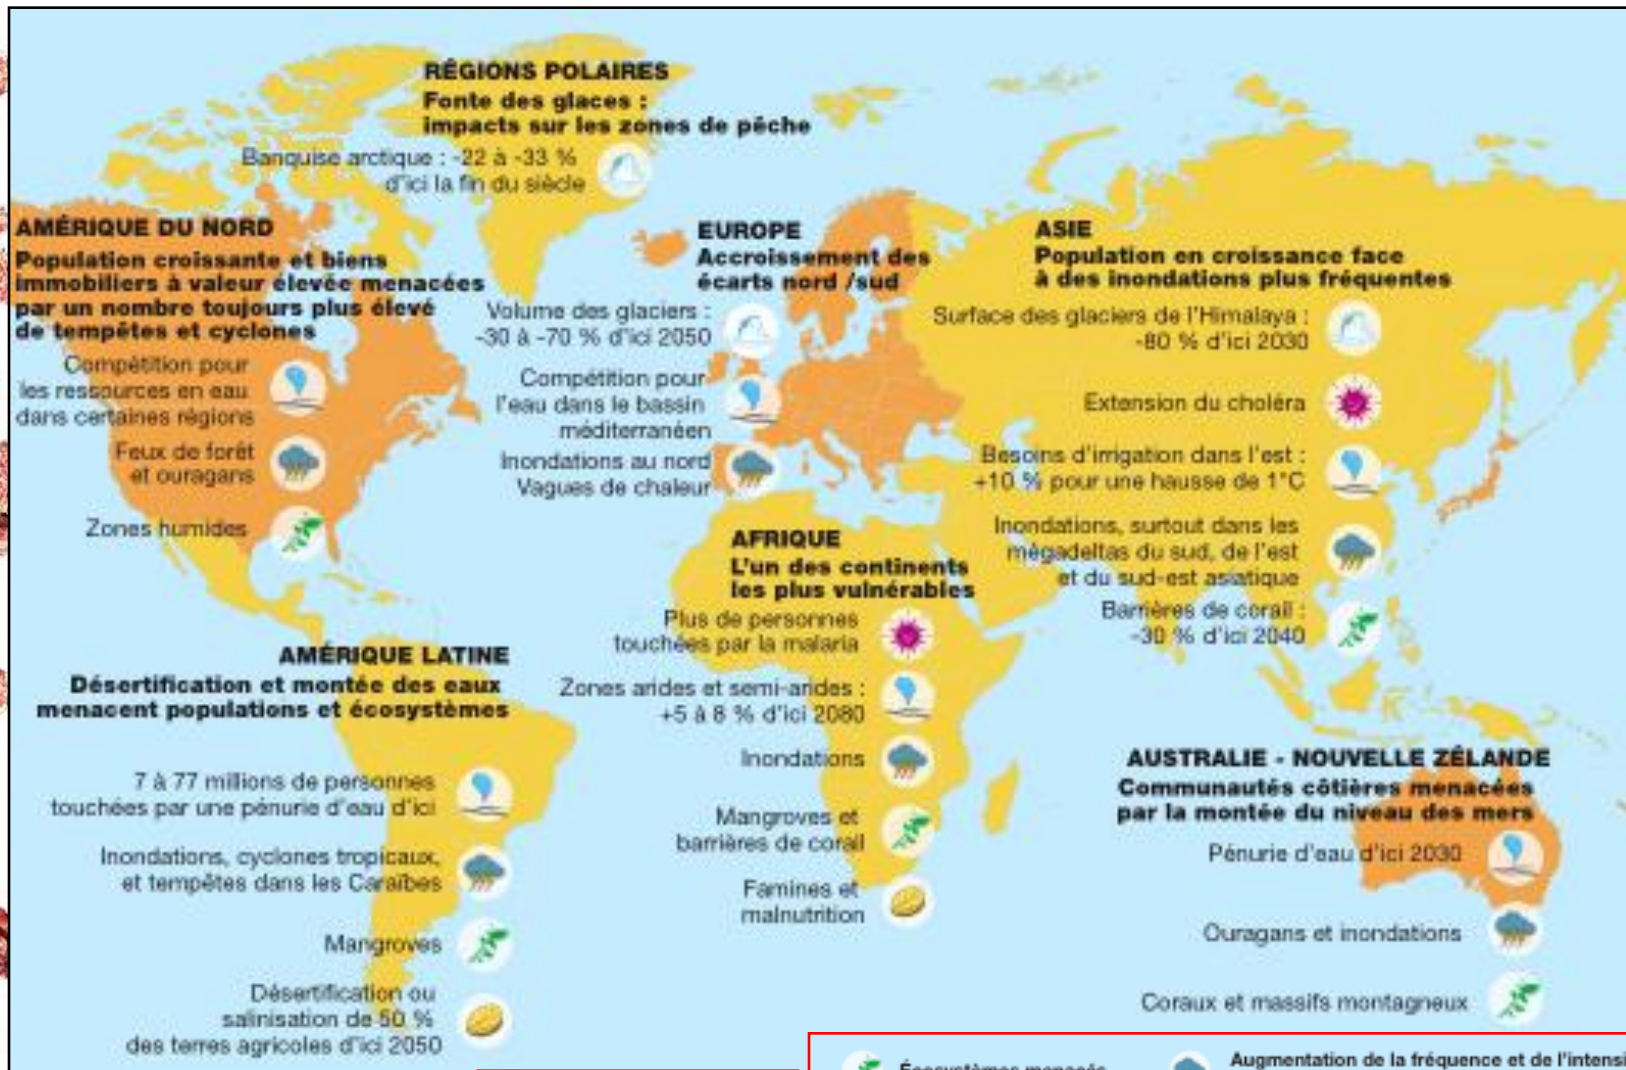 RÉGIONS POLAIRES
Fonte des glaces :
impacts sur les zones de pêche
Banquise arctique : -22 à -33 %
d'ici la fin du siècle
AMÉRIQUE DU NORD
Population croissante et biens
immobiliers à valeur élevée menacées
par un nombre toujours plus élevé
de tempêtes et cyclones
Compétition pour
les ressources en eau
dans certaines régions
Feux de forêt
et ouragans
Zones humides
EUROPE
Accroissement des
écarts nord /sud
Volume des glaciers :
-30 à -70 % d'ici 2050
Compétition pour
l'eau dans le bassin
méditerranéen
Inondations au nord
Vagues de chaleur
ASIE
Population en croissance face
à des inondations plus fréquentes
Surface des glaciers de l'Himalaya :
-80 % d'ici 2030
Extension du choléra
Besoins d'irrigation dans l'est :
+10 % pour une hausse de 1°C
Inondations, surtout dans les
mégadeltas du sud, de l'est
et du sud-est asiatique
Barrières de corail :
-30 % d'ici 2040
AFRIQUE
L'un des continents
les plus vulnérables
Plus de personnes
touchées par la malaria
Zones arides et semi-arides :
+5 à 8 % d'ici 2080
Inondations
Mangroves et
barrières de corail
Famines et
malnutrition
AMÉRIQUE LATINE
Désertification et montée des eaux
menacent populations et écosystèmes
7 à 77 millions de personnes
touchées par une pénurie d'eau d'ici
Inondations, cyclones tropicaux,
et tempêtes dans les Caraïbes
Mangroves
Désertification ou
salinisation de 50 %
des terres agricoles d'ici 2050
AUSTRALIE - NOUVELLE ZÉLANDE
Communautés côtières menacées
par la montée du niveau des mers
Pénurie d'eau d'ici 2030
Ouragans et inondations
Coraux et massifs montagneux
Écosystèmes menacés
Augmentation de la fréquence et de l'intensi